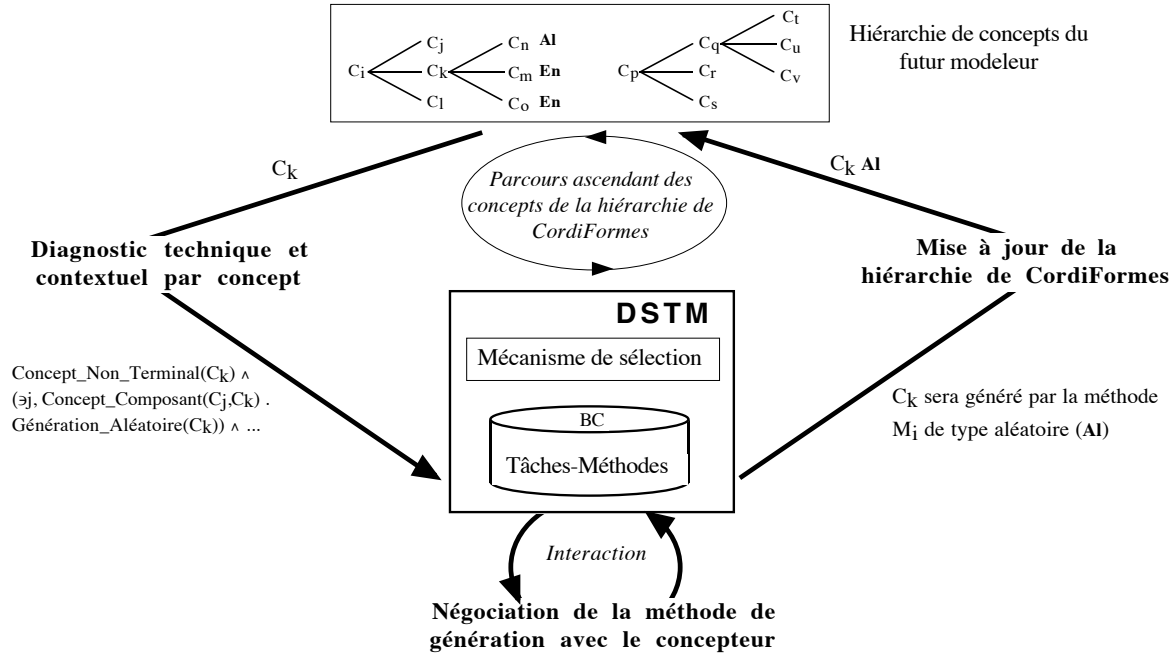 Hiérarchie de concepts du
futur modeleur
Ci
Cj
Ck
Cl
Cn Al
Cm En
Co En
Cp
Cq
Cr
Cs
Ct
Cu
Cv
Ck
Parcours ascendant des
concepts de la hiérarchie de
CordiFormes
Ck Al
Diagnostic technique et
contextuel par concept
Mise à jour de la
hiérarchie de CordiFormes
DSTM
Mécanisme de sélection
BC
Tâches-Méthodes
Concept_Non_Terminal(Ck) ∧
(∍j, Concept_Composant(Cj,Ck) .
Génération_Aléatoire(Ck)) ∧ ...
Ck sera généré par la méthode
Mi de type aléatoire (Al)
Interaction
Négociation de la méthode de
génération avec le concepteur